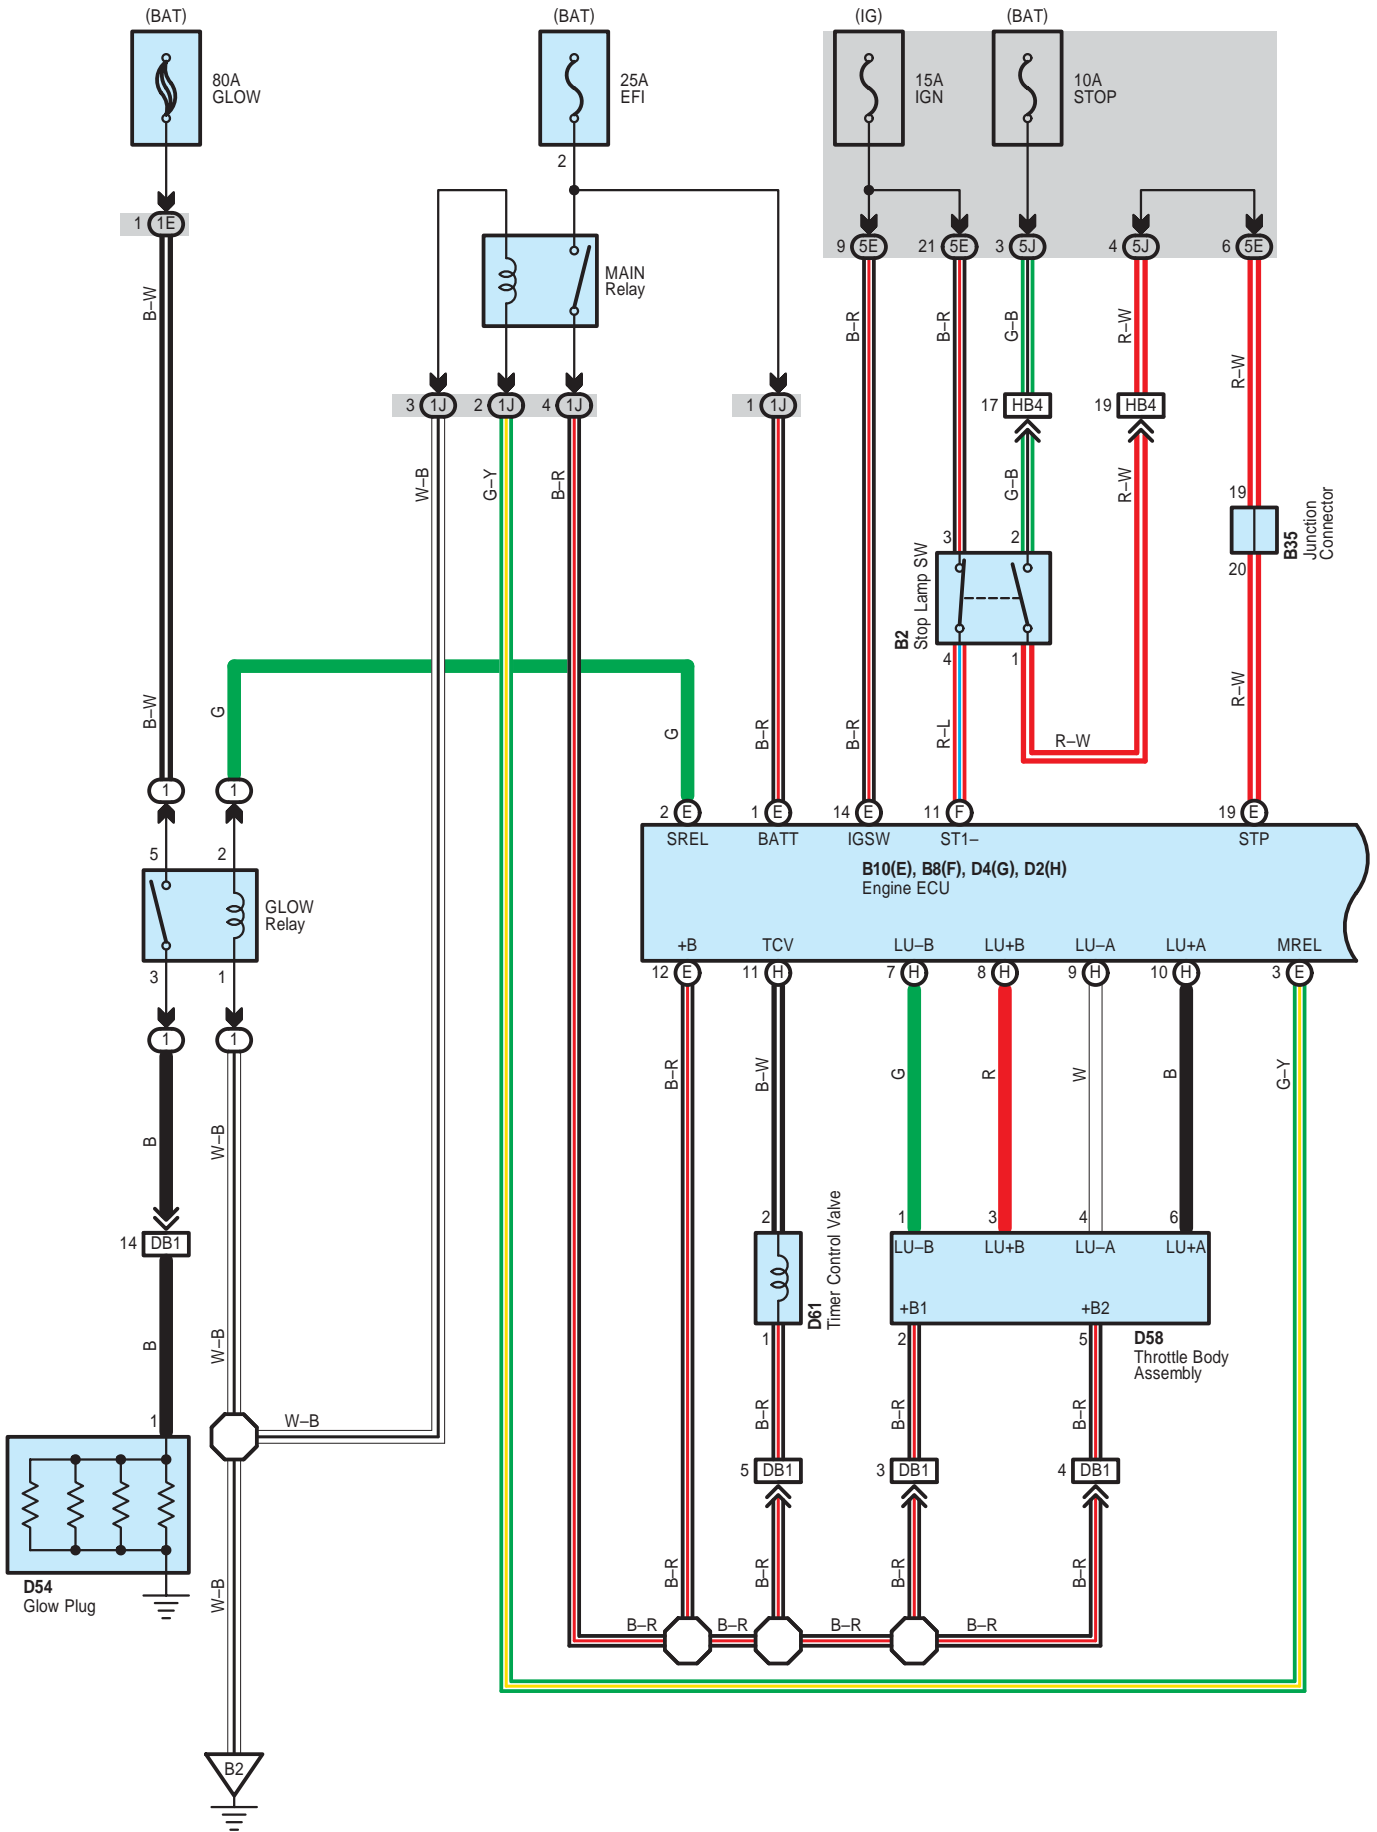 (BAT)
(BAT)
(IG)
(BAT)
80A
GLOW
25A
EFI
15A
IGN
10A
STOP
2
1 1E
9 5E
21 5E
3 5J
4 5J
6 5E
MAIN
Relay
B–W
B–R
B–R
G–B
R–W
R–W
3 1J
2 1J
4 1J
1 1J
17 HB4
19 HB4
W–B
G–Y
B–R
G–B
R–W
19
B35
Junction
Connector
20
3
2
B2
Stop Lamp SW
4
1
B–W
G
G
B–R
B–R
R–L
R–W
R–W
1
1
2 E
1 E
14 E
11 F
19 E
SREL
BATT
IGSW
ST1–
STP
5
2
B10(E), B8(F), D4(G), D2(H)
Engine ECU
GLOW
Relay
+B
TCV
LU–B
LU+B
LU–A
LU+A
MREL
3
1
12 E
11 H
7 H
8 H
9 H
10 H
3 E
1
1
B–R
B–W
G
R
W
B
G–Y
B
W–B
2
1
3
4
6
14 DB1
LU–B
LU+B
LU–A
LU+A
D61
Timer Control Valve
+B1
+B2
1
2
5
D58
Throttle Body
Assembly
B
W–B
1
W–B
B–R
B–R
B–R
5 DB1
3 DB1
4 DB1
D54
Glow Plug
W–B
B–R
B–R
B–R
B–R
B–R
B–R
B–R
B–R
B2